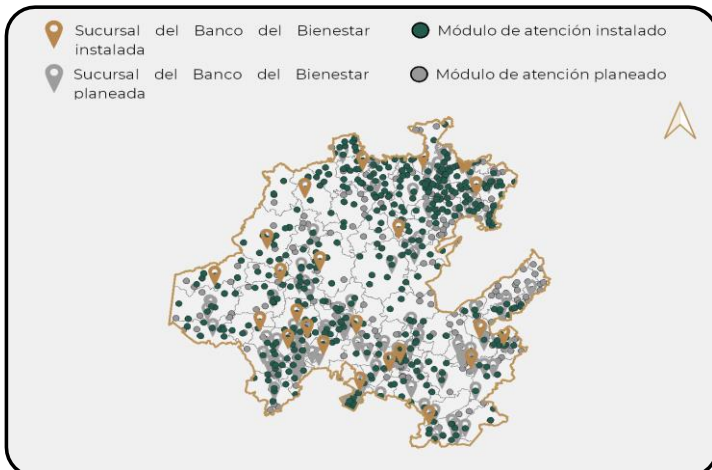 Sucursal del Banco del Bienestar
instalada
Módulo de atención instalado
Sucursal del Banco del Bienestar
planeada
Módulo de atención planeado